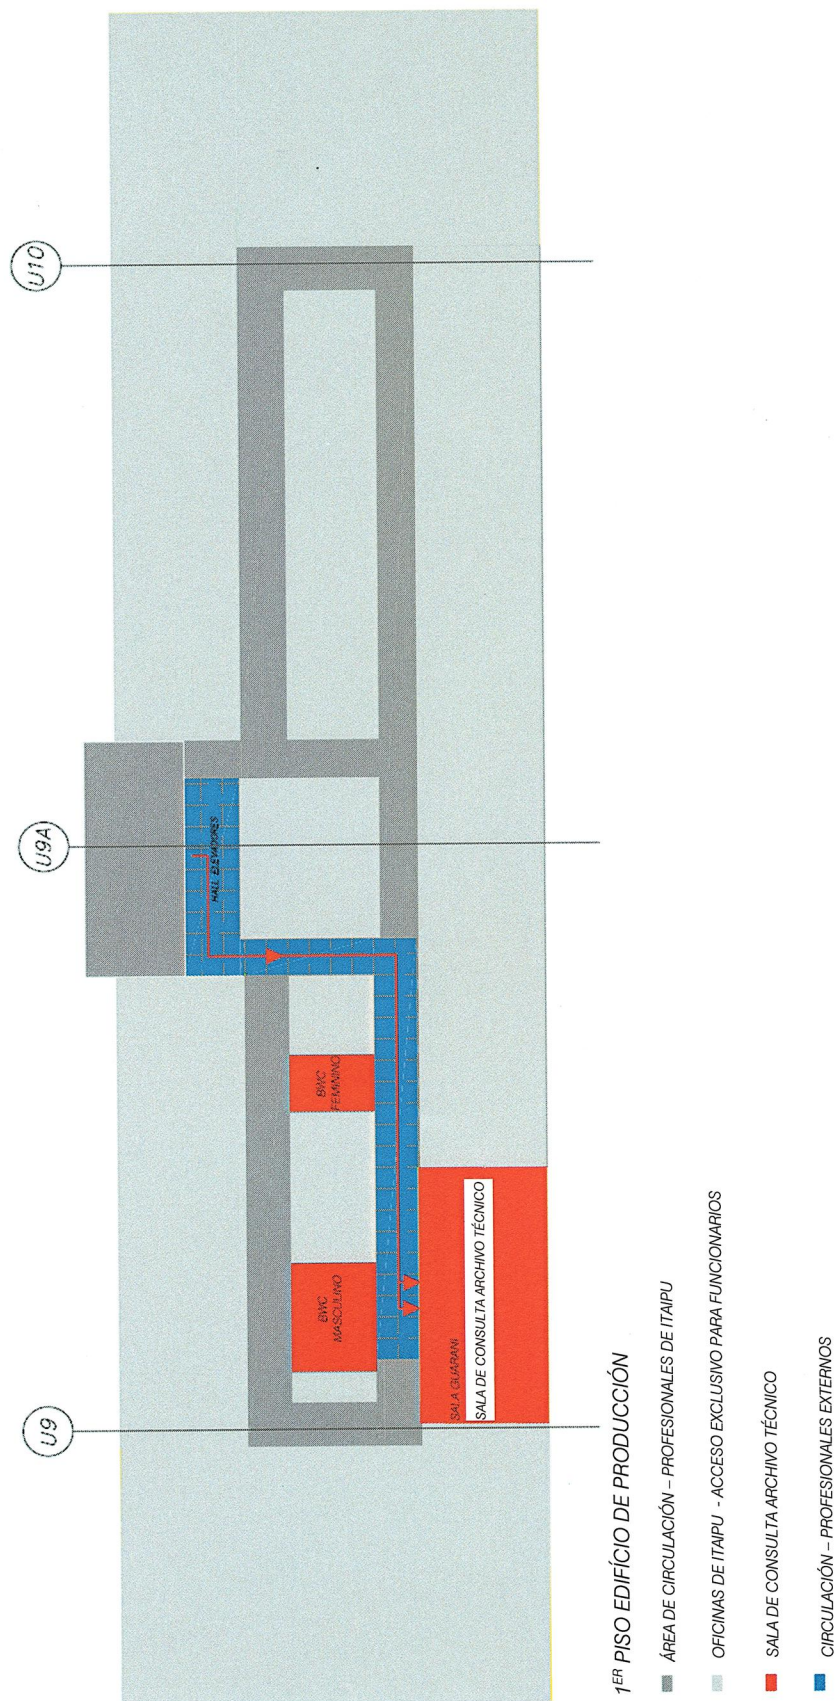 U10
U9A
U9
HALL ELEVADORES
BWC
FEMININO
BWC
MASCULINO
SALA GUARANI
SALA DE CONSULTA ARCHIVO TÉCNICO
1ER PISO EDIFÍCIO DE PRODUCCIÓN
ÁREA DE CIRCULACIÓN – PROFESIONALES DE ITAIPU
OFICINAS DE ITAIPU - ACCESO EXCLUSIVO PARA FUNCIONARIOS
SALA DE CONSULTA ARCHIVO TÉCNICO
CIRCULACIÓN – PROFESIONALES EXTERNOS